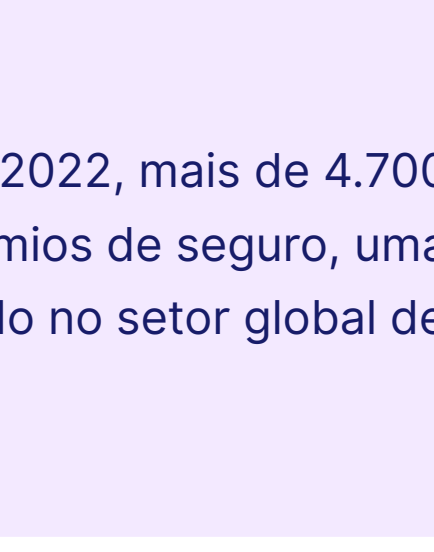 2022, mais de 4.700
mios de seguro, uma
do no setor global de